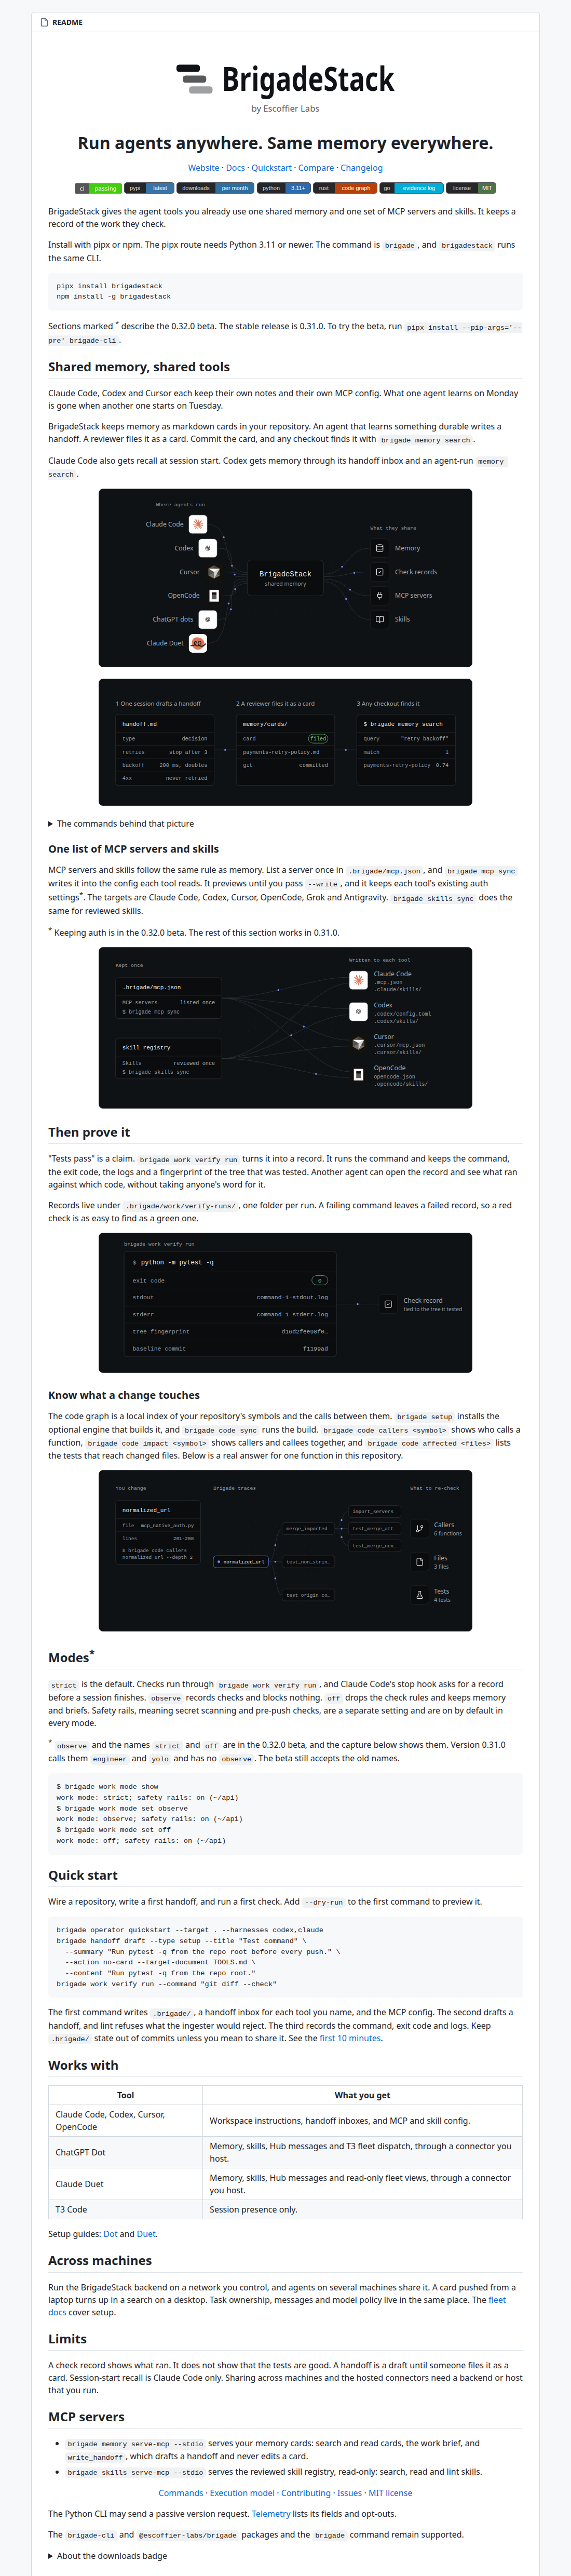 README
BrigadeStack
by Escoffier Labs
Run agents anywhere. Same memory everywhere.
Website · Docs · Quickstart · Compare · Changelog
ci passing pypi latest downloads per month python 3.11+ rust code graph go evidence log license MIT
BrigadeStack gives the agent tools you already use one shared memory and one set of MCP servers and skills. It keeps a
record of the work they check.
Install with pipx or npm. The pipx route needs Python 3.11 or newer. The command is brigade, and brigadestack runs
the same CLI.
pipx install brigadestack
npm install -g brigadestack
Sections marked * describe the 0.32.0 beta. The stable release is 0.31.0. To try the beta, run pipx install --pip-args='--
pre' brigade-cli.
Shared memory, shared tools
Claude Code, Codex and Cursor each keep their own notes and their own MCP config. What one agent learns on Monday
is gone when another one starts on Tuesday.
BrigadeStack keeps memory as markdown cards in your repository. An agent that learns something durable writes a
handoff. A reviewer files it as a card. Commit the card, and any checkout finds it with brigade memory search.
Claude Code also gets recall at session start. Codex gets memory through its handoff inbox and an agent-run memory
search.
Where agents run
What they share
Claude Code
Codex
Cursor
OpenCode
ChatGPT dots
Claude Duet
BrigadeStack
shared memory
Memory
Check records
MCP servers
Skills
1 One session drafts a handoff
2 A reviewer files it as a card
3 Any checkout finds it
handoff.md
type decision
retries stop after 3
backoff 200 ms, doubles
4xx never retried
memory/cards/
card filed
payments-retry-policy.md
git committed
$ brigade memory search
query "retry backoff"
match 1
payments-retry-policy 0.74
The commands behind that picture
One list of MCP servers and skills
MCP servers and skills follow the same rule as memory. List a server once in .brigade/mcp.json, and brigade mcp sync
writes it into the config each tool reads. It previews until you pass --write, and it keeps each tool's existing auth
settings*. The targets are Claude Code, Codex, Cursor, OpenCode, Grok and Antigravity. brigade skills sync does the
same for reviewed skills.
* Keeping auth is in the 0.32.0 beta. The rest of this section works in 0.31.0.
Kept once
Written to each tool
.brigade/mcp.json
MCP servers listed once
$ brigade mcp sync
skill registry
Skills reviewed once
$ brigade skills sync
Claude Code
.mcp.json
.claude/skills/
Codex
.codex/config.toml
.codex/skills/
Cursor
.cursor/mcp.json
.cursor/skills/
OpenCode
opencode.json
.opencode/skills/
Then prove it
"Tests pass" is a claim. brigade work verify run turns it into a record. It runs the command and keeps the command,
the exit code, the logs and a fingerprint of the tree that was tested. Another agent can open the record and see what ran
against which code, without taking anyone's word for it.
Records live under .brigade/work/verify-runs/, one folder per run. A failing command leaves a failed record, so a red
check is as easy to find as a green one.
brigade work verify run
$ python -m pytest -q
exit code 0
stdout command-1-stdout.log
stderr command-1-stderr.log
tree fingerprint d16d2fee96f0…
baseline commit f1199ad
Check record
tied to the tree it tested
Know what a change touches
The code graph is a local index of your repository's symbols and the calls between them. brigade setup installs the
optional engine that builds it, and brigade code sync runs the build. brigade code callers <symbol> shows who calls a
function, brigade code impact <symbol> shows callers and callees together, and brigade code affected <files> lists
the tests that reach changed files. Below is a real answer for one function in this repository.
You change
Brigade traces
What to re-check
normalized_url
file mcp_native_auth.py
lines 201-208
$ brigade code callers
normalized_url --depth 2
normalized_url
merge_imported…
test_non_strin…
test_origin_co…
import_servers
test_merge_att…
test_merge_nev…
Callers
6 functions
Files
3 files
Tests
4 tests
Modes*
strict is the default. Checks run through brigade work verify run, and Claude Code's stop hook asks for a record
before a session finishes. observe records checks and blocks nothing. off drops the check rules and keeps memory
and briefs. Safety rails, meaning secret scanning and pre-push checks, are a separate setting and are on by default in
every mode.
* observe and the names strict and off are in the 0.32.0 beta, and the capture below shows them. Version 0.31.0
calls them engineer and yolo and has no observe. The beta still accepts the old names.
$ brigade work mode show
work mode: strict; safety rails: on (~/api)
$ brigade work mode set observe
work mode: observe; safety rails: on (~/api)
$ brigade work mode set off
work mode: off; safety rails: on (~/api)
Quick start
Wire a repository, write a first handoff, and run a first check. Add --dry-run to the first command to preview it.
brigade operator quickstart --target . --harnesses codex,claude
brigade handoff draft --type setup --title "Test command" \
--summary "Run pytest -q from the repo root before every push." \
--action no-card --target-document TOOLS.md \
--content "Run pytest -q from the repo root."
brigade work verify run --command "git diff --check"
The first command writes .brigade/, a handoff inbox for each tool you name, and the MCP config. The second drafts a
handoff, and lint refuses what the ingester would reject. The third records the command, exit code and logs. Keep
.brigade/ state out of commits unless you mean to share it. See the first 10 minutes.
Works with
Tool What you get
Claude Code, Codex, Cursor,
OpenCode
Workspace instructions, handoff inboxes, and MCP and skill config.
ChatGPT Dot
Memory, skills, Hub messages and T3 fleet dispatch, through a connector you
host.
Claude Duet
Memory, skills, Hub messages and read-only fleet views, through a connector
you host.
T3 Code Session presence only.
Setup guides: Dot and Duet.
Across machines
Run the BrigadeStack backend on a network you control, and agents on several machines share it. A card pushed from a
laptop turns up in a search on a desktop. Task ownership, messages and model policy live in the same place. The fleet
docs cover setup.
Limits
A check record shows what ran. It does not show that the tests are good. A handoff is a draft until someone files it as a
card. Session-start recall is Claude Code only. Sharing across machines and the hosted connectors need a backend or host
that you run.
MCP servers
• brigade memory serve-mcp --stdio serves your memory cards: search and read cards, the work brief, and
write_handoff, which drafts a handoff and never edits a card.
• brigade skills serve-mcp --stdio serves the reviewed skill registry, read-only: search, read and lint skills.
Commands · Execution model · Contributing · Issues · MIT license
The Python CLI may send a passive version request. Telemetry lists its fields and opt-outs.
The brigade-cli and @escoffier-labs/brigade packages and the brigade command remain supported.
About the downloads badge